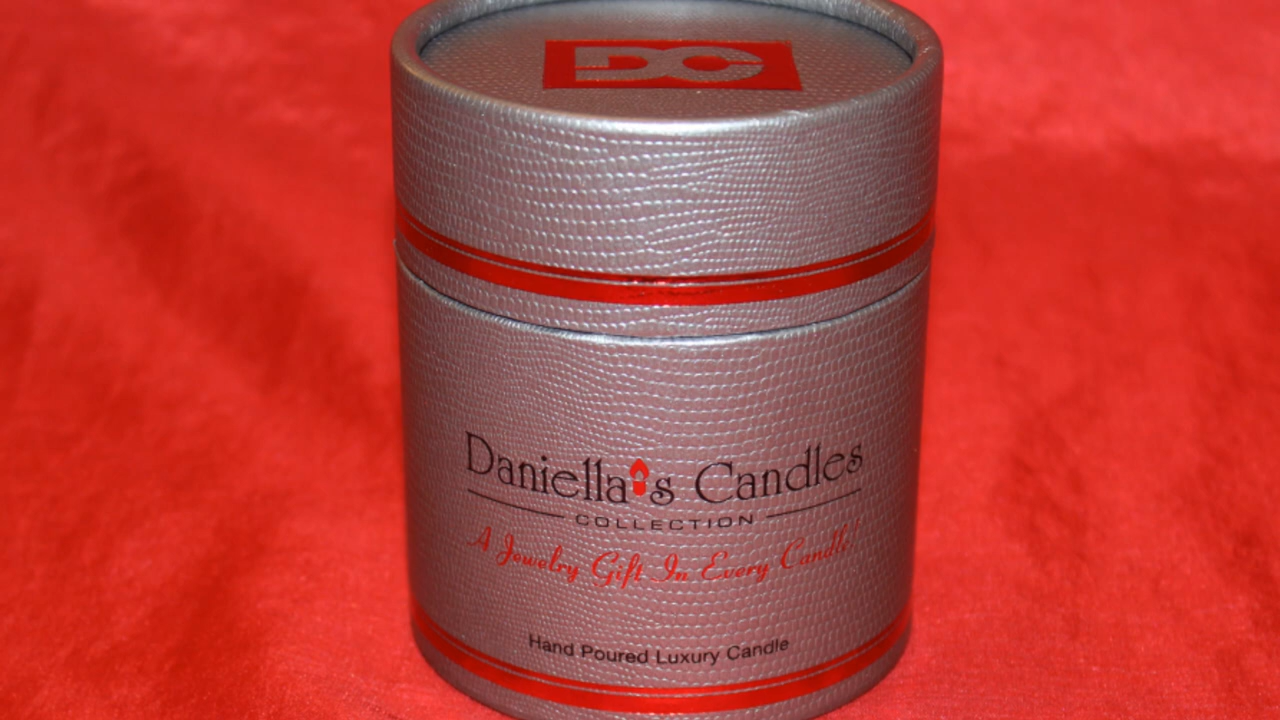 DC
Daniella's Candles
COLLECTION
A Jewelry Gift In Every Candle!
Hand Poured Luxury Candle